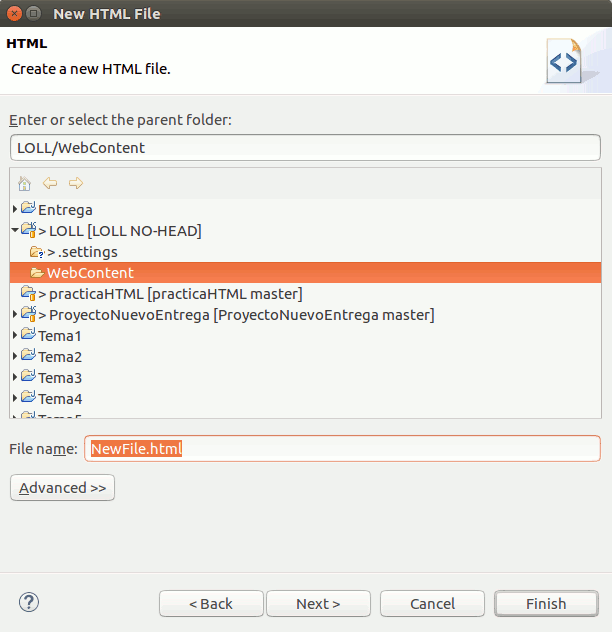 New HTML File
HTML
Create a new HTML file.
Enter or select the parent folder:
LOLL/WebContent
Entrega
> LOLL [LOLL NO-HEAD]
> .settings
WebContent
> practicaHTML [practicaHTML master]
> ProyectoNuevoEntrega [ProyectoNuevoEntrega master]
Tema1
Tema2
Tema3
Tema4
File name: NewFile.html
Advanced >>
? < Back Next > Cancel Finish